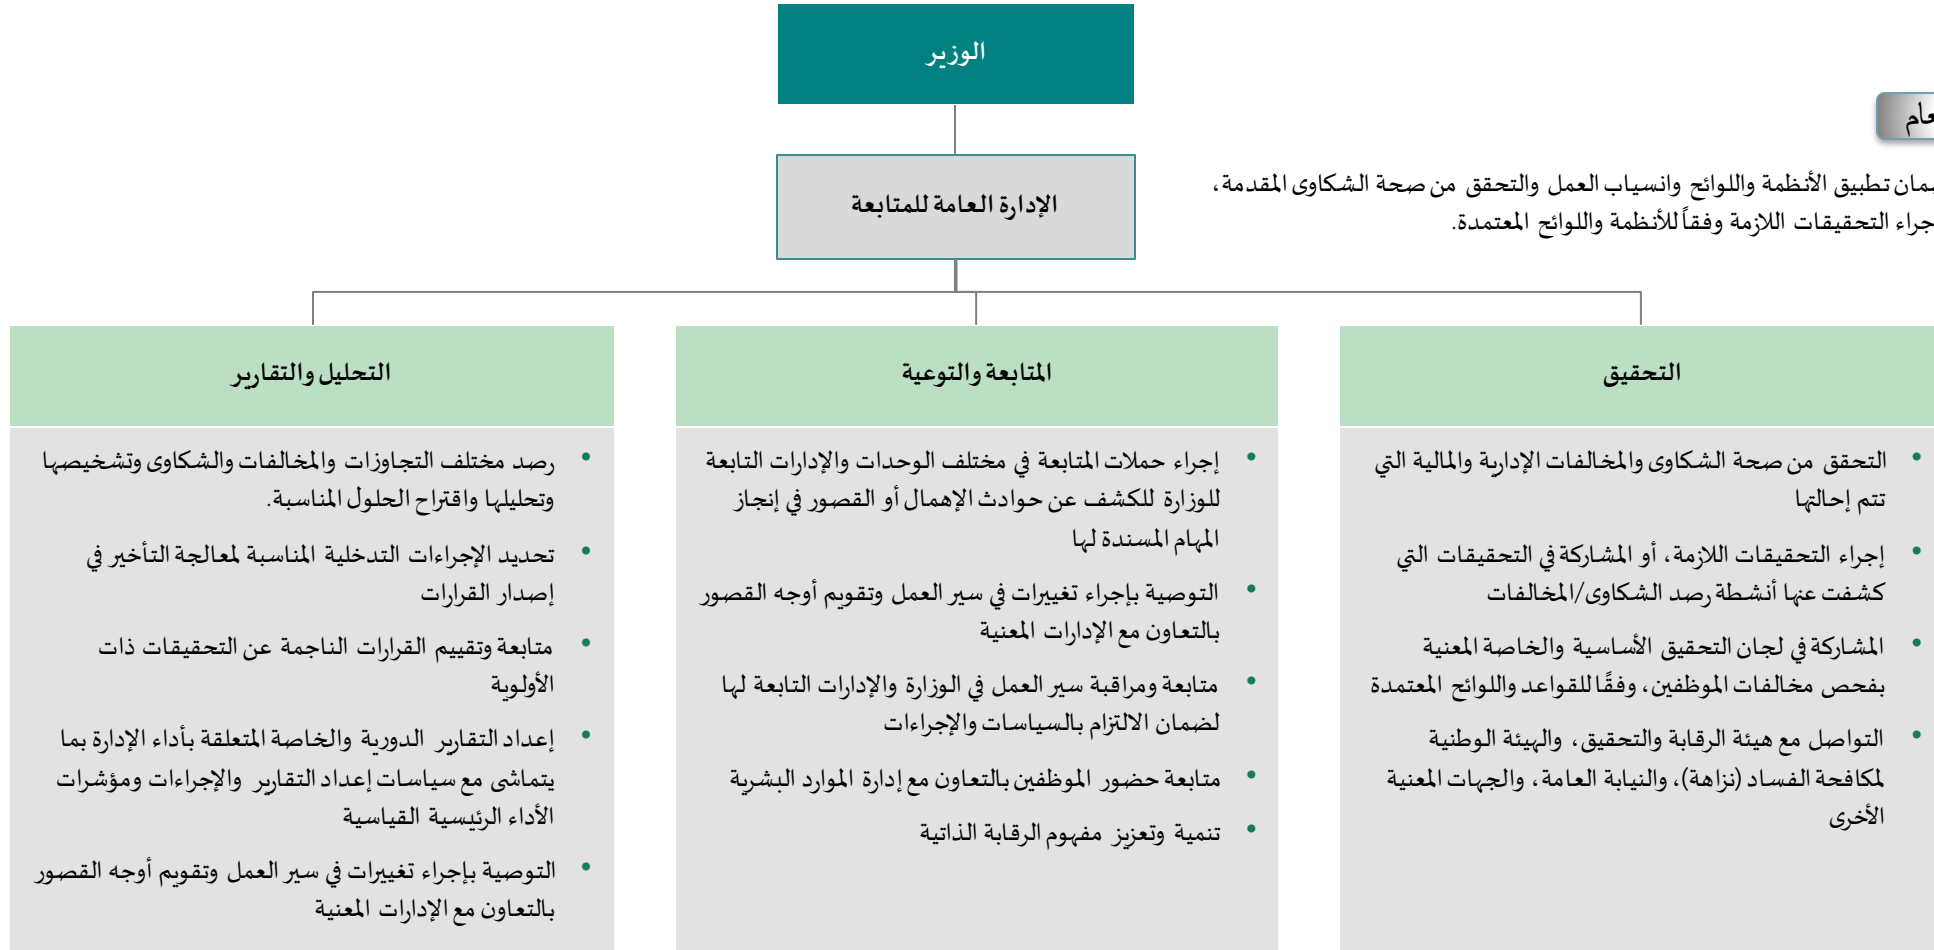 الوزير
عام
الإدارة العامة للمتابعة
مان تطبيق الأنظمة واللوائح وانسياب العمل والتحقق من صحة الشكاوى المقدمة،
جراء التحقيقات اللازمة وفقاً للأنظمة واللوائح المعتمدة.
التحقيق
• التحقق من صحة الشكاوى والمخالفات الإدارية والمالية التي
تتم إحالتها
• إجراء التحقيقات اللازمة، أو المشاركة في التحقيقات التي
كشفت عنها أنشطة رصد الشكاوى/المخالفات
• المشاركة في لجان التحقيق الأساسية والخاصة المعنية
بفحص مخالفات الموظفين، وفقًا للقواعد واللوائح المعتمدة
• التواصل مع هيئة الرقابة والتحقيق، والهيئة الوطنية
لمكافحة الفساد (نزاهة)، والنيابة العامة، والجهات المعنية
الأخرى
المتابعة والتوعية
• إجراء حملات المتابعة في مختلف الوحدات والإدارات التابعة
للوزارة للكشف عن حوادث الإهمال أو القصور في إنجاز
المهام المسندة لها
• التوصية بإجراء تغييرات في سير العمل وتقويم أوجه القصور
بالتعاون مع الإدارات المعنية
• متابعة ومراقبة سير العمل في الوزارة والإدارات التابعة لها
لضمان الالتزام بالسياسات والإجراءات
• متابعة حضور الموظفين بالتعاون مع إدارة الموارد البشرية
• تنمية وتعزيز مفهوم الرقابة الذاتية
التحليل والتقارير
• رصد مختلف التجاوزات والمخالفات والشكاوى وتشخيصها
وتحليلها واقتراح الحلول المناسبة.
• تحديد الإجراءات التدخلية المناسبة لمعالجة التأخير في
إصدار القرارات
• متابعة وتقييم القرارات الناجمة عن التحقيقات ذات
الأولوية
• إعداد التقارير الدورية والخاصة المتعلقة بأداء الإدارة بما
يتماشى مع سياسات إعداد التقارير والإجراءات ومؤشرات
الأداء الرئيسية القياسية
• التوصية بإجراء تغييرات في سير العمل وتقويم أوجه القصور
بالتعاون مع الإدارات المعنية